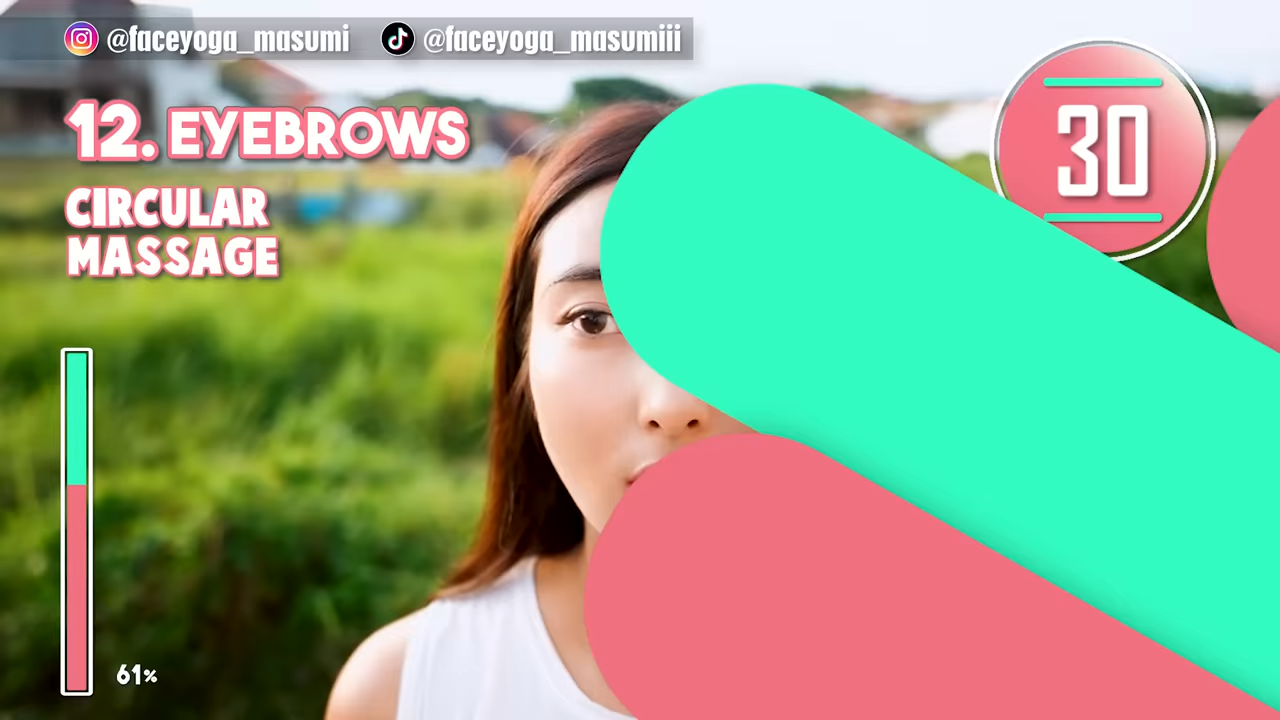 @faceyoga_masumi @faceyoga_masumiii
12. EYEBROWS
CIRCULAR
MASSAGE
30
61%